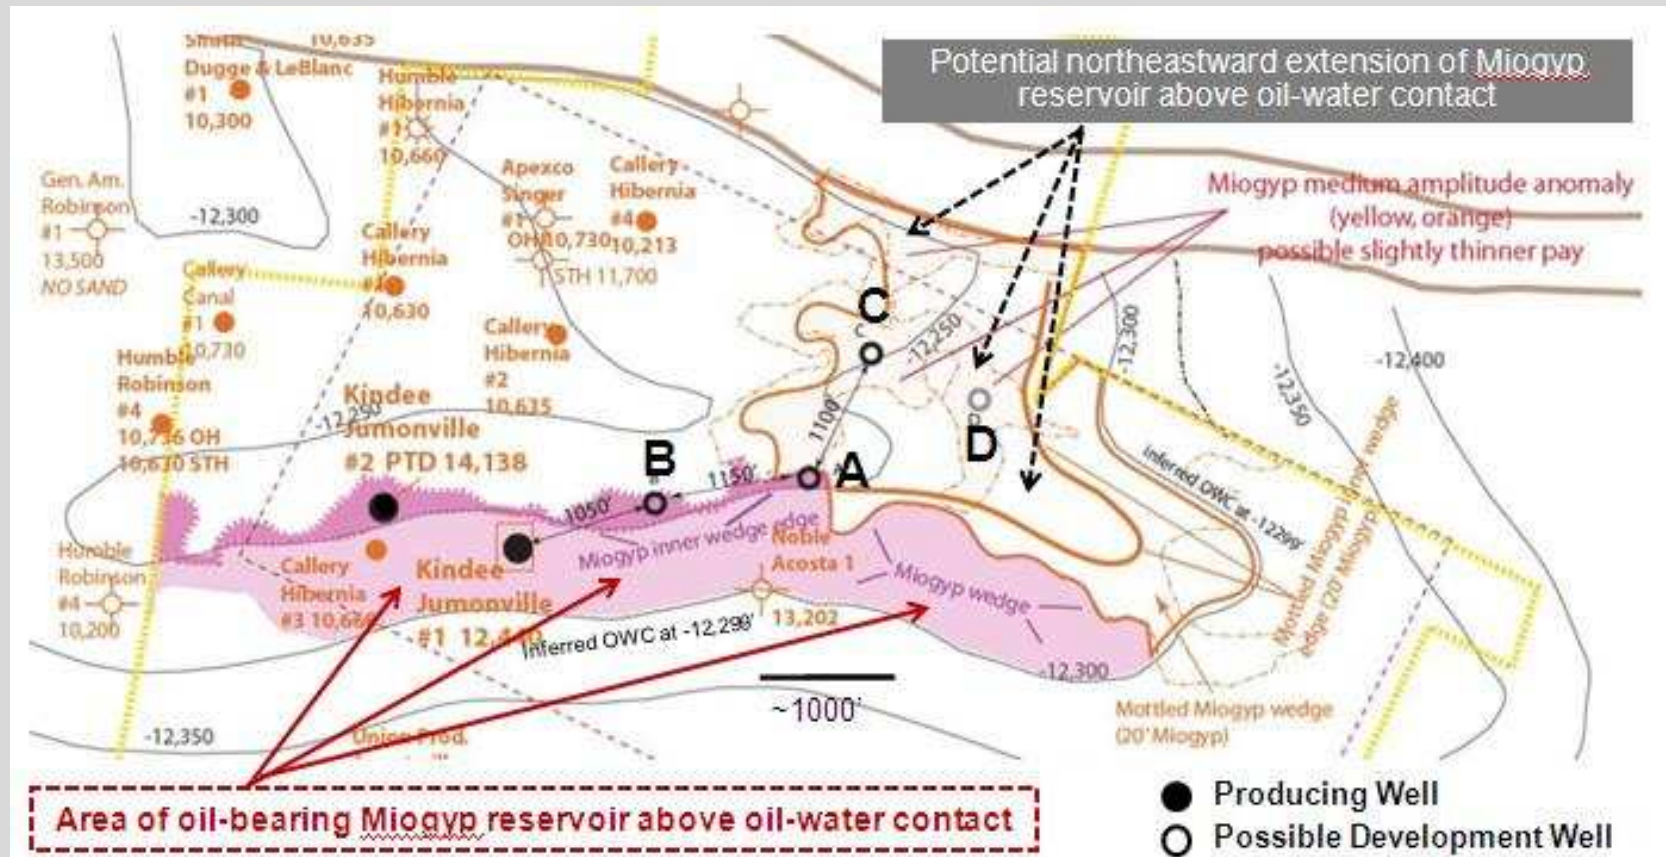 10,635
Dugge & LeBlanc
#1
10,300
Humble
Hibernia
#1
10,660
Potential northeastward extension of Miogyp
reservoir above oil-water contact
Gen. Am.
Robinson
#1
13,500
NO SAND
-12,300
Apexco
Singer
#1
OH 10,730
STH 11,700
Callery
Hibernia
#4
10,213
Miogyp medium amplitude anomaly
(yellow, orange)
possible slightly thinner pay
Callery
Hibernia
10,630
Callery
Canal
#1
10,730
Humble
Robinson
#4
10,736 OH
10,630 STH
Callery
Hibernia
#2
10,635
C
-12,250
-12,300
-12,350
-12,400
Kindee
Jumonville
#2 PTD 14,138
-12,250
1100'
D
B
1150'
A
1050'
Inferred OWC at -12299'
Mottled Miogyp inner wedge
edge (20' Miogyp)
Miogyp inner wedge edge
Humble
Robinson
#4
10,200
Callery
Hibernia
#3 10,686
Kindee
Jumonville
#1 12,440
Noble
Acosta 1
13,202
Miogyp wedge
Inferred OWC at -12,299'
-12,300
~1000'
Mottled Miogyp wedge
(20' Miogyp)
-12,350
Union Prod.
Area of oil-bearing Miogyp reservoir above oil-water contact
Producing Well
Possible Development Well